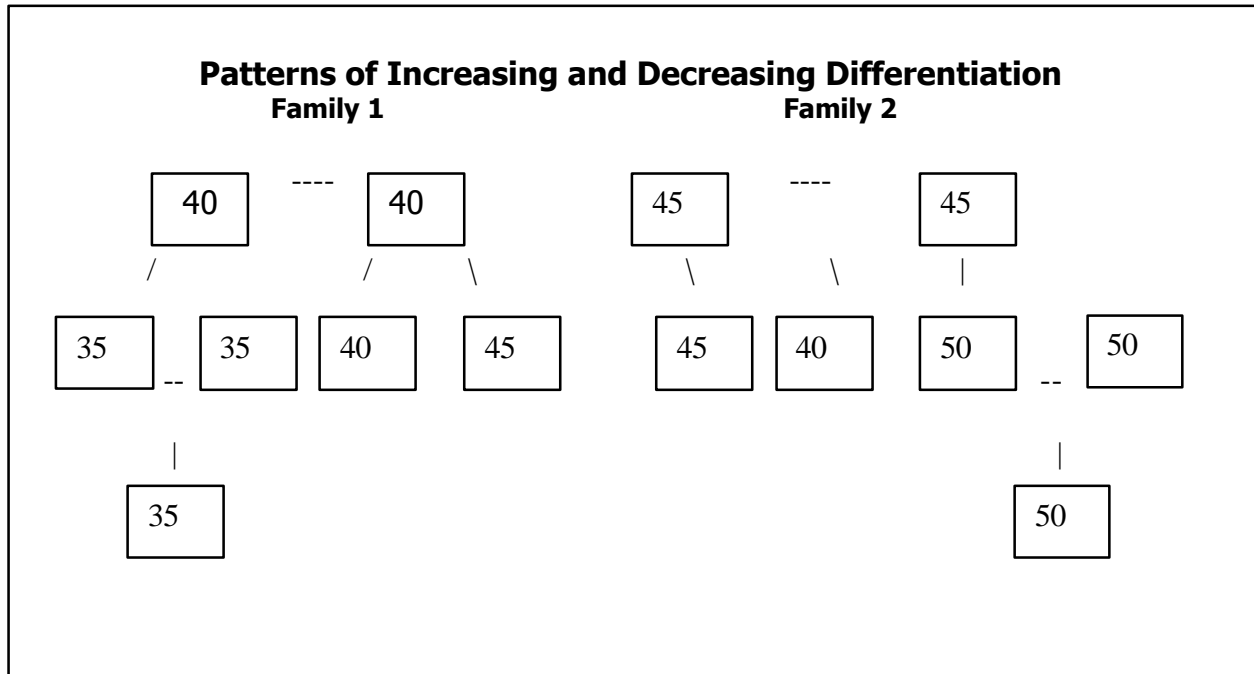 Patterns of Increasing and Decreasing Differentiation
Family 1 Family 2
40 ---- 40 45 ---- 45
/ / \ \ \ |
35 -- 35 40 45 45 40 50 -- 50
| |
35 50